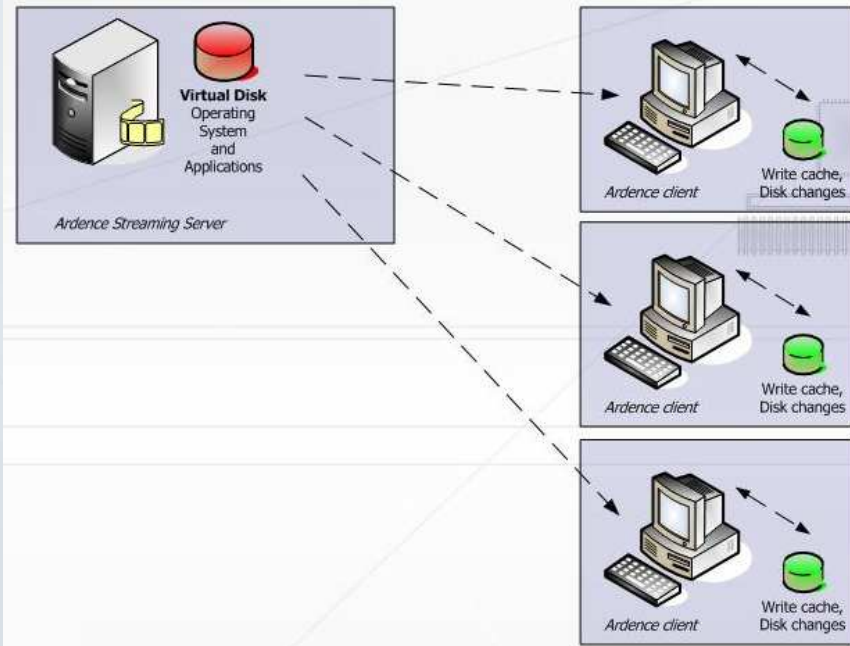 Virtual Disk
Operating
System
and
Applications
Ardence Streaming Server
Ardence client
Write cache,
Disk changes
Ardence client
Write cache,
Disk changes
Ardence client
Write cache,
Disk changes